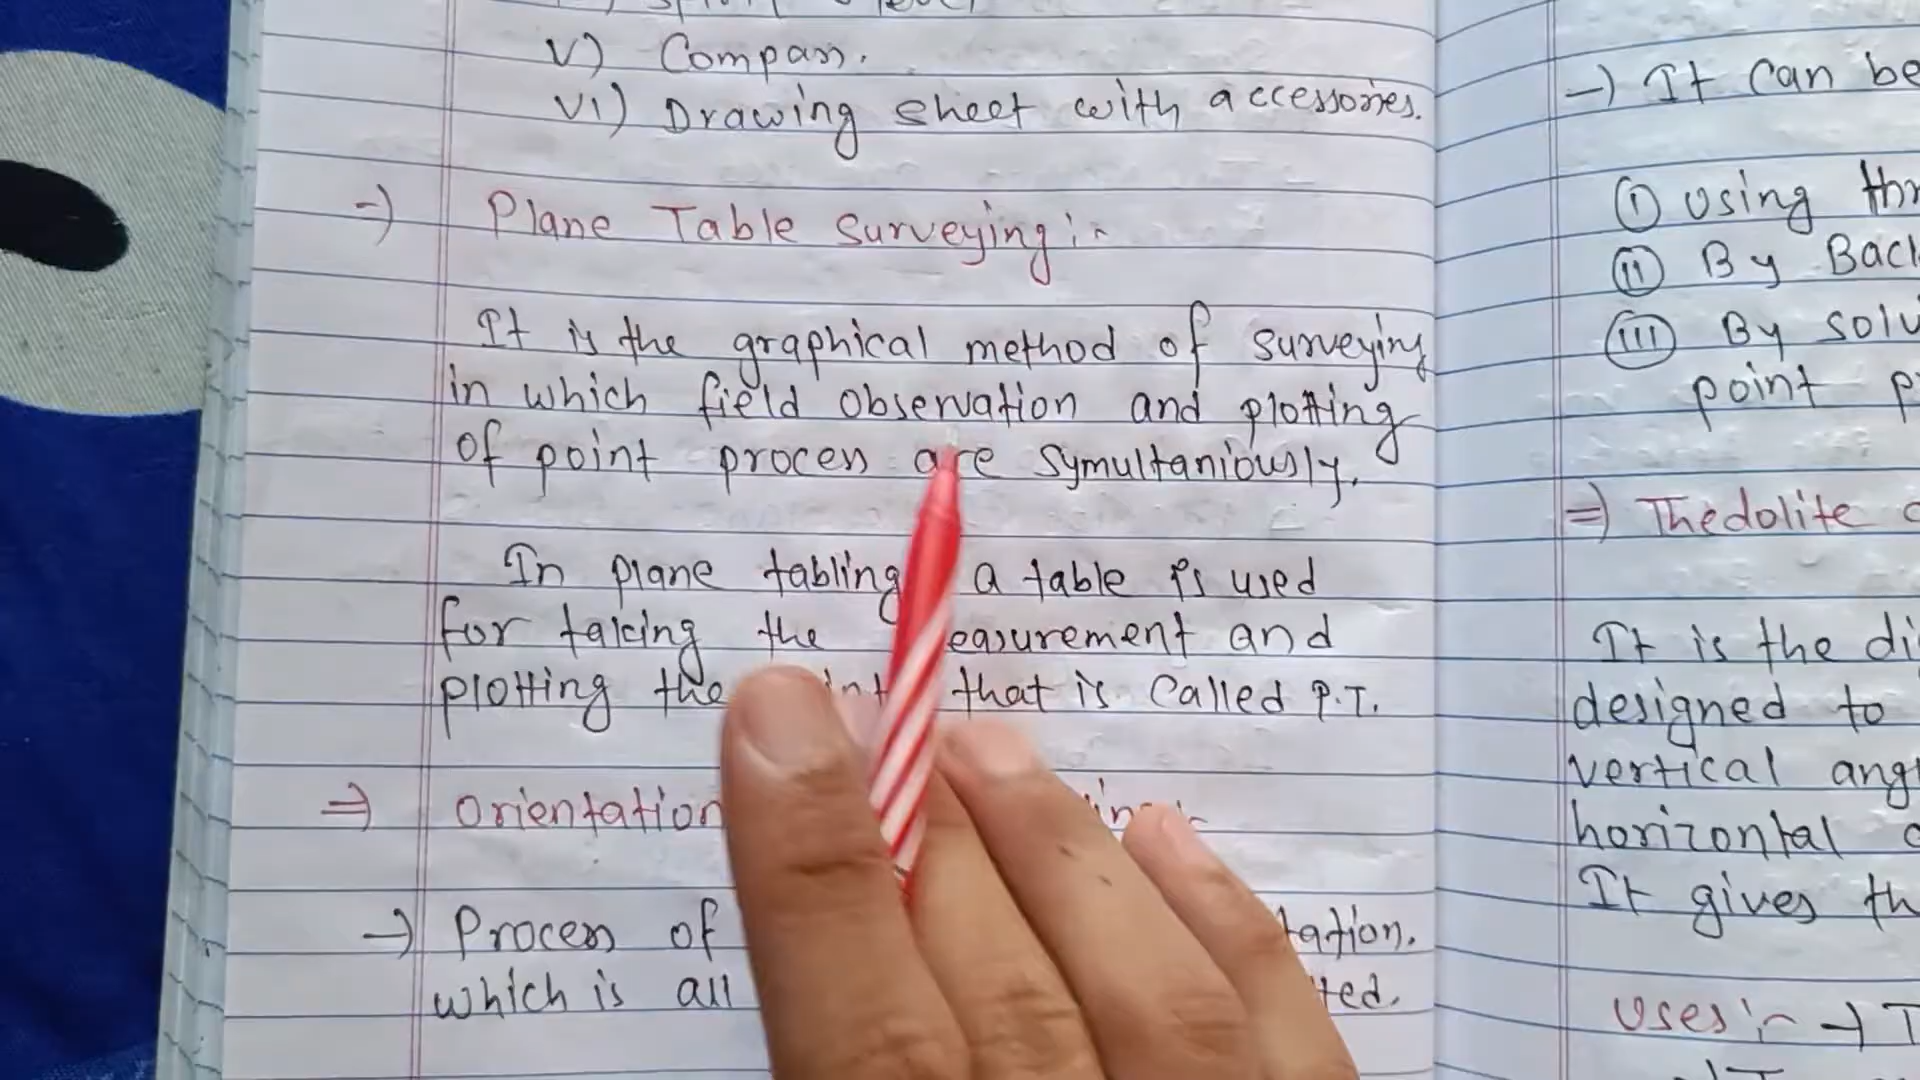 V) Compass.
VI) Drawing sheet with accessories.
→ Plane Table Surveying :-
It is the graphical method of surveying
in which field observation and plotting
of point process are symultaniously.
In plane tabling a table is used
for taking the easurement and
plotting the that is called P.T.
⇒ Orientation
→ Process of tation.
which is all ted.
→ It can be
(I) Using thr
(II) By Back
(III) By solu
point p
⇒ Thedolite
It is the di
designed to
vertical ang
horizontal
It gives th
Uses :- →